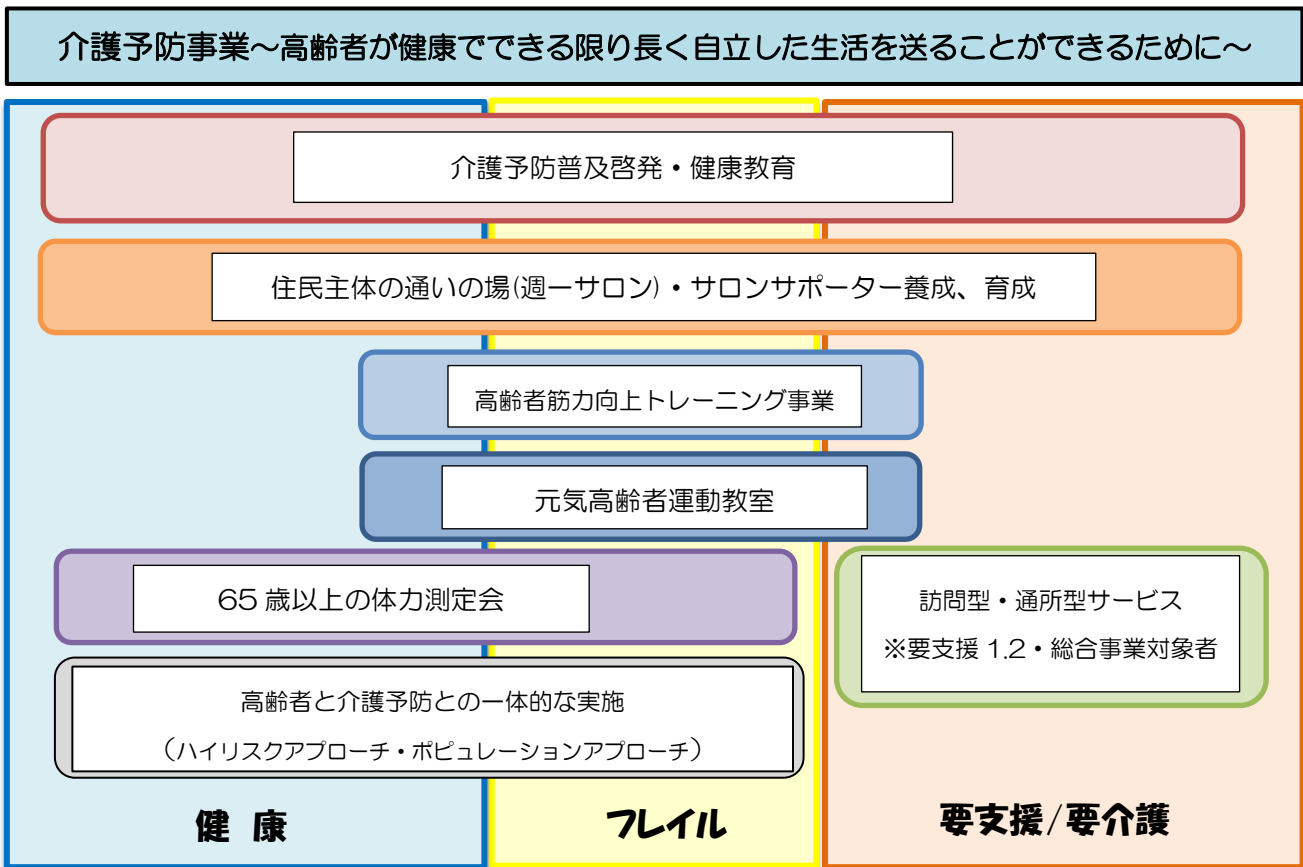 介護予防事業～高齢者が健康でできる限り長く自立した生活を送ることができるために～
介護予防普及啓発・健康教育
住民主体の通いの場(週一サロン)・サロンサポーター養成、育成
高齢者筋力向上トレーニング事業
元気高齢者運動教室
65歳以上の体力測定会
訪問型・通所型サービス
※要支援1.2・総合事業対象者
高齢者と介護予防との一体的な実施
（ハイリスクアプローチ・ポピュレーションアプローチ）
健 康
フレイル
要支援/要介護